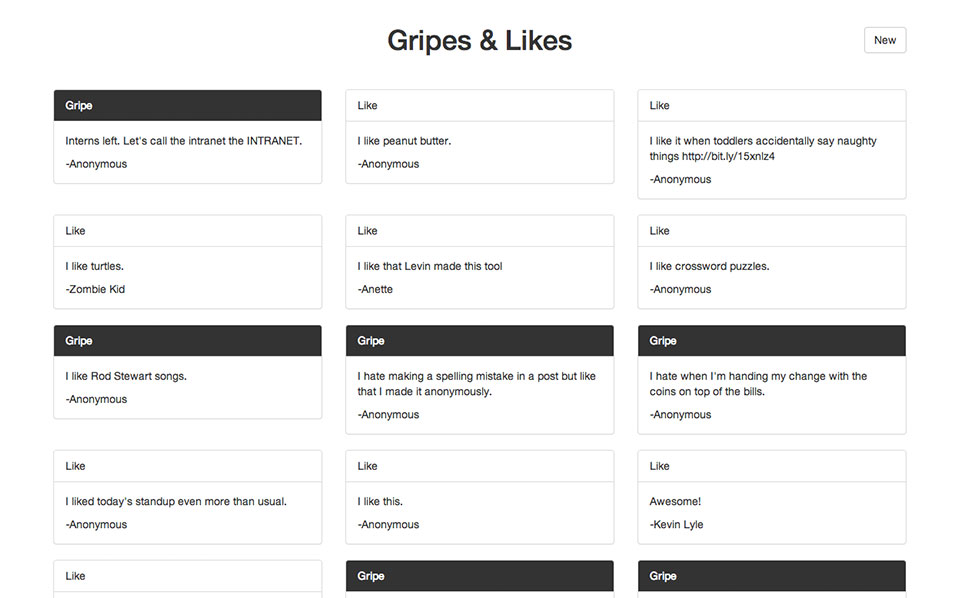 Gripes & Likes
New
Gripe
Interns left. Let's call the intranet the INTRANET.
-Anonymous
Like
I like peanut butter.
-Anonymous
Like
I like it when toddlers accidentally say naughty
things http://bit.ly/15xnlz4
-Anonymous
Like
I like turtles.
-Zombie Kid
Like
I like that Levin made this tool
-Anette
Like
I like crossword puzzles.
-Anonymous
Gripe
I like Rod Stewart songs.
-Anonymous
Gripe
I hate making a spelling mistake in a post but like
that I made it anonymously.
-Anonymous
Gripe
I hate when I'm handing my change with the
coins on top of the bills.
-Anonymous
Like
I liked today's standup even more than usual.
-Anonymous
Like
I like this.
-Anonymous
Like
Awesome!
-Kevin Lyle
Like
Gripe
Gripe